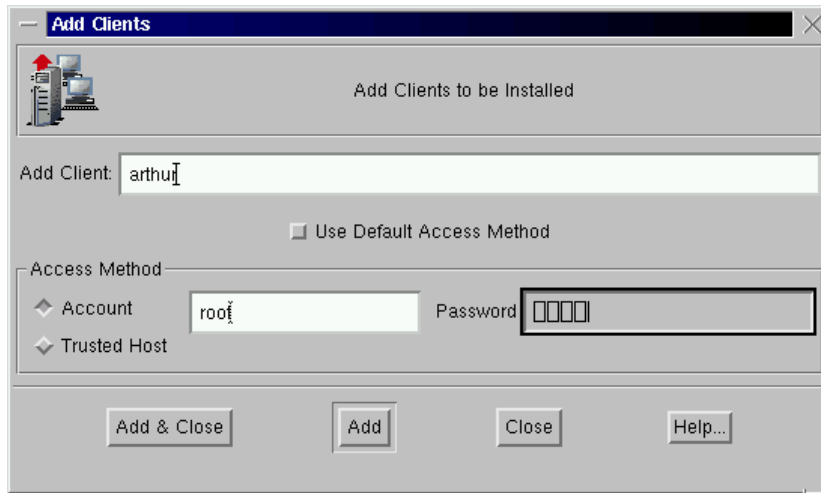 Add Clients
Add Clients to be Installed
Add Client: arthur
Use Default Access Method
Access Method
Account root Password
Trusted Host
Add & Close Add Close Help...